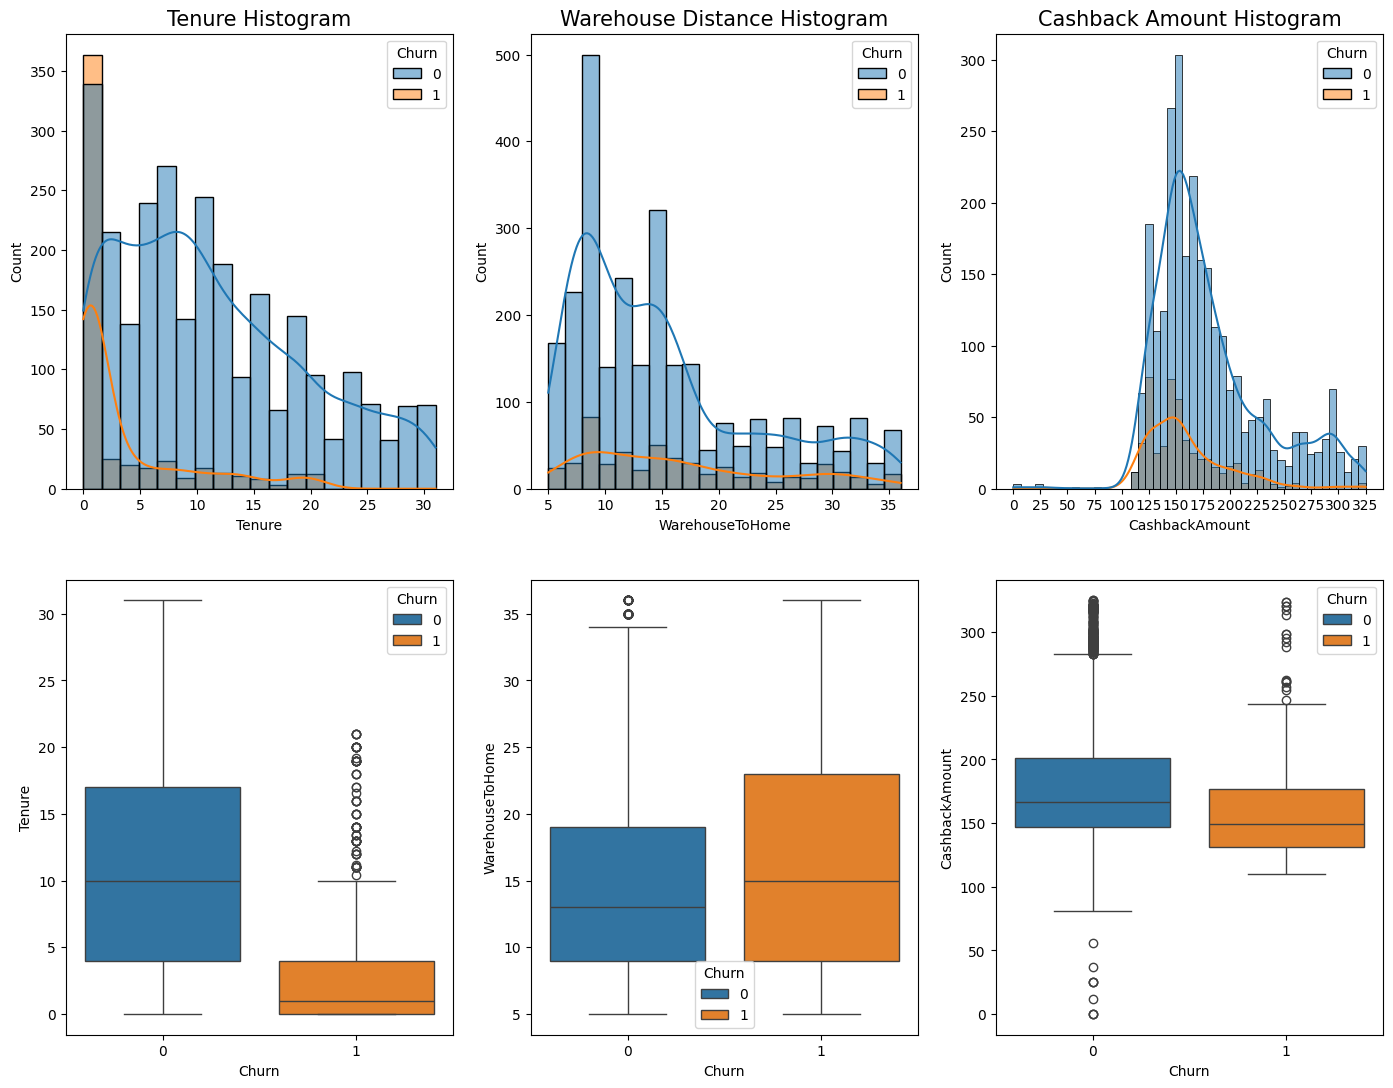 Tenure Histogram
Churn
0
1
350
300
250
200
150
100
50
0
Count
0 5 10 15 20 25 30
Tenure
Warehouse Distance Histogram
Churn
0
1
500
400
300
200
100
0
Count
5 10 15 20 25 30 35
WarehouseToHome
Cashback Amount Histogram
Churn
0
1
300
250
200
150
100
50
0
Count
0 25 50 75 100 125 150 175 200 225 250 275 300 325
CashbackAmount
Churn
0
1
30
25
20
15
10
5
0
Tenure
0 1
Churn
35
30
25
20
15
10
5
WarehouseToHome
Churn
0
1
0 1
Churn
Churn
0
1
300
250
200
150
100
50
0
CashbackAmount
0 1
Churn